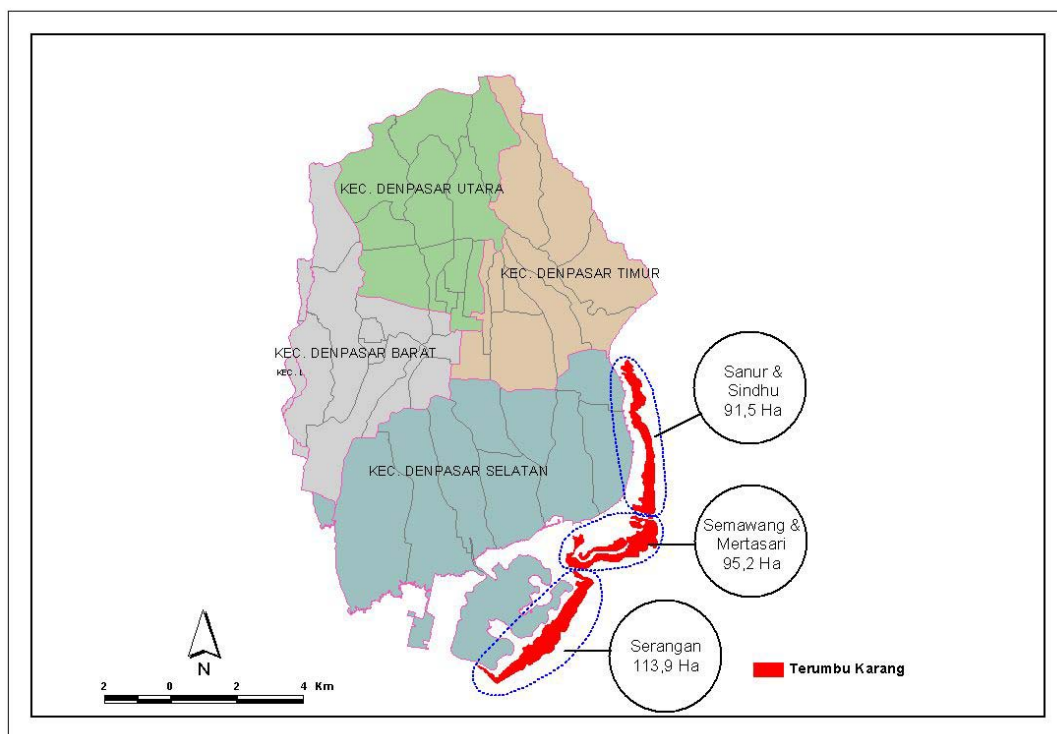 KEC. DENPASAR UTARA
KEC. DENPASAR TIMUR
KEC. DENPASAR BARAT
KEC. L
KEC. DENPASAR SELATAN
Sanur &
Sindhu
91,5 Ha
Semawang &
Mertasari
95,2 Ha
Serangan
113,9 Ha
Terumbu Karang
N
2 0 2 4 Km